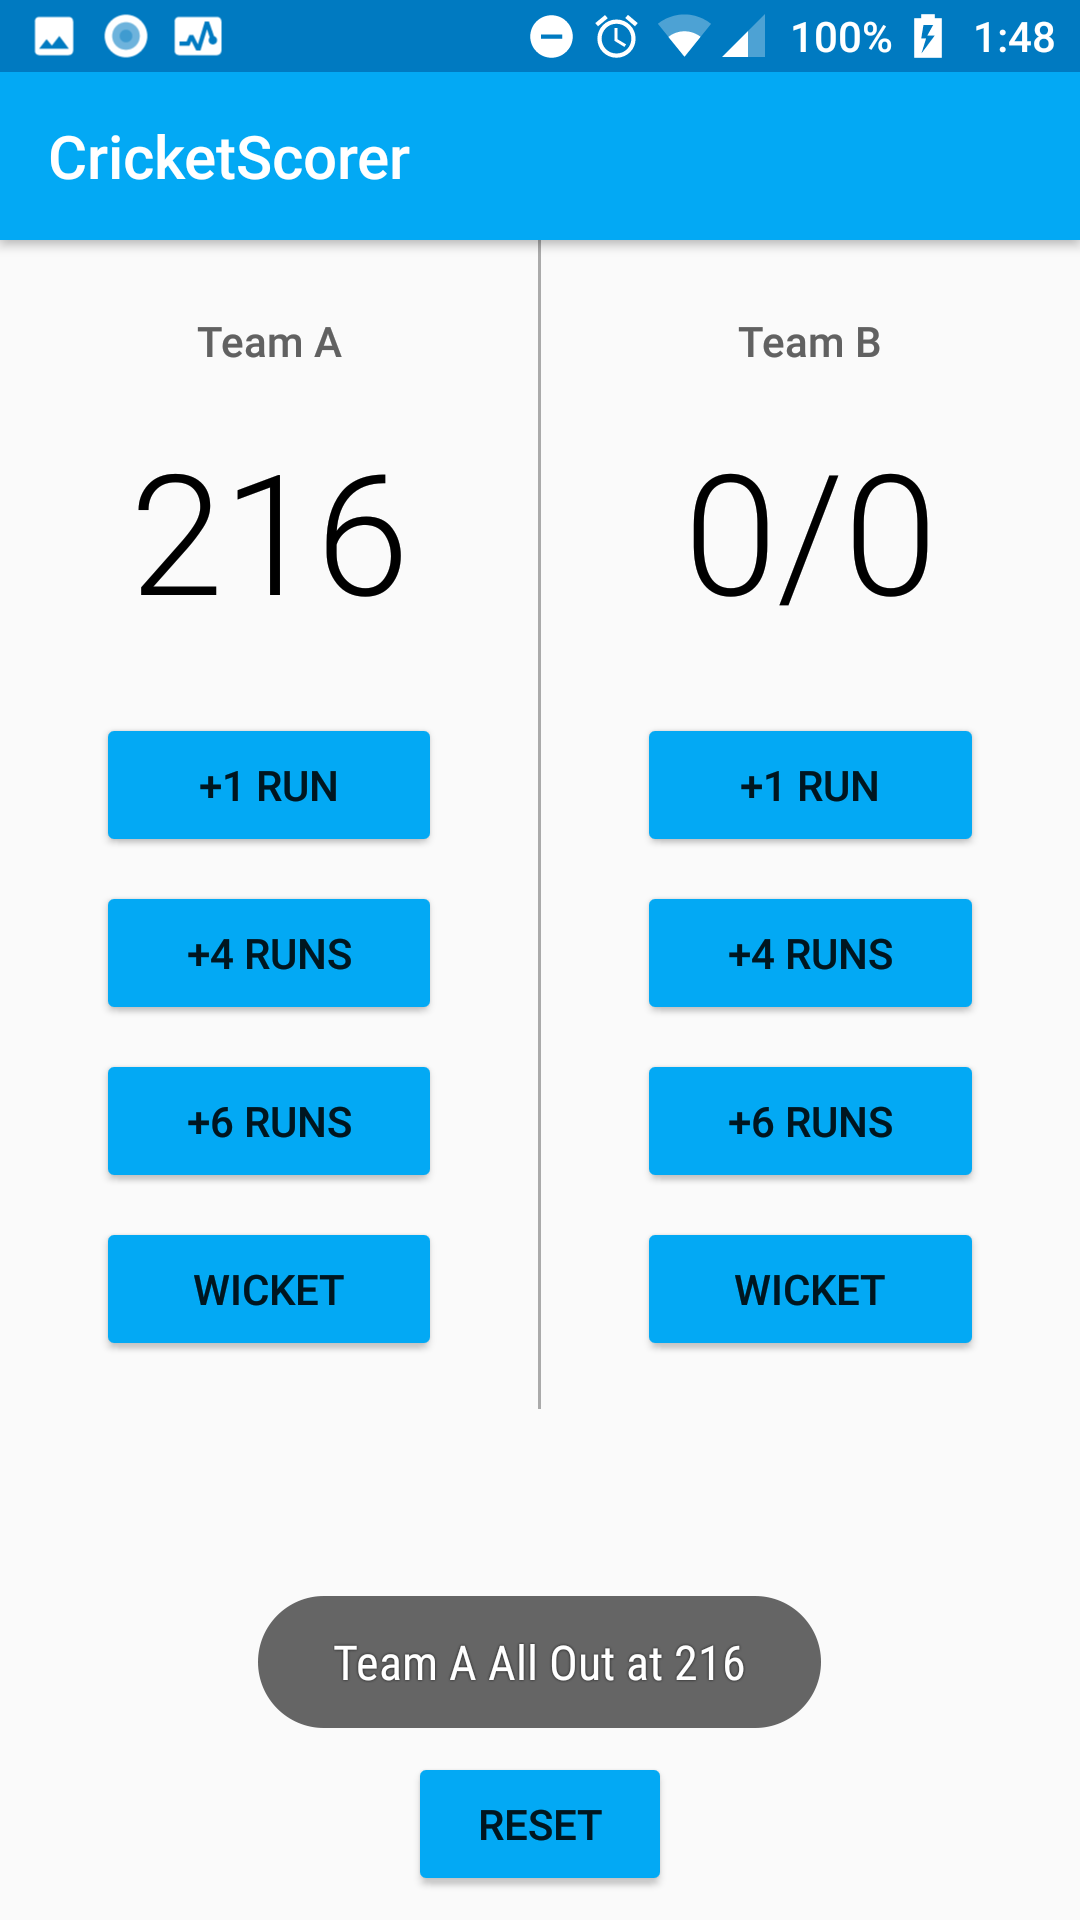 100% 1:48
CricketScorer
Team A
Team B
216
0/0
+1 RUN
+1 RUN
+4 RUNS
+4 RUNS
+6 RUNS
+6 RUNS
WICKET
WICKET
Team A All Out at 216
RESET